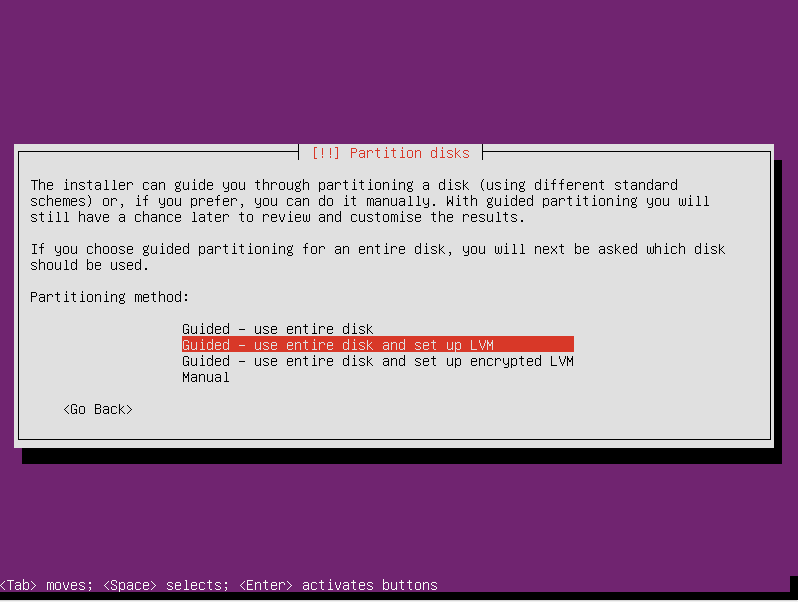 [!!] Partition disks
The installer can guide you through partitioning a disk (using different standard
schemes) or, if you prefer, you can do it manually. With guided partitioning you will
still have a chance later to review and customise the results.
If you choose guided partitioning for an entire disk, you will next be asked which disk
should be used.
Partitioning method:
Guided - use entire disk
Guided - use entire disk and set up LVM
Guided - use entire disk and set up encrypted LVM
Manual
<Go Back>
<Tab> moves; <Space> selects; <Enter> activates buttons